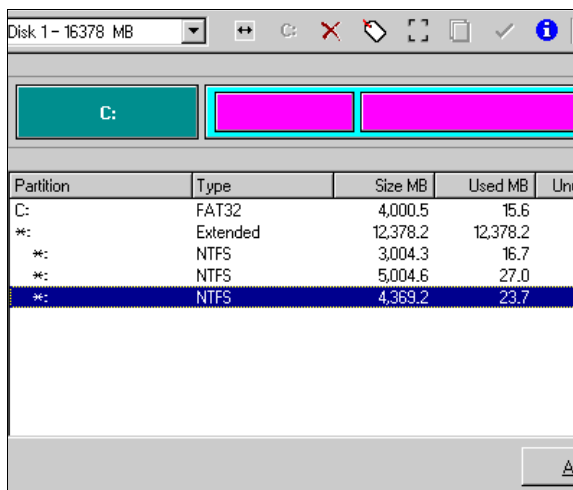 Disk 1 - 16378 MB C:
C:
Partition Type Size MB Used MB
C: FAT32 4,000.5 15.6
*: Extended 12,378.2 12,378.2
*: NTFS 3,004.3 16.7
*: NTFS 5,004.6 27.0
*: NTFS 4,369.2 23.7